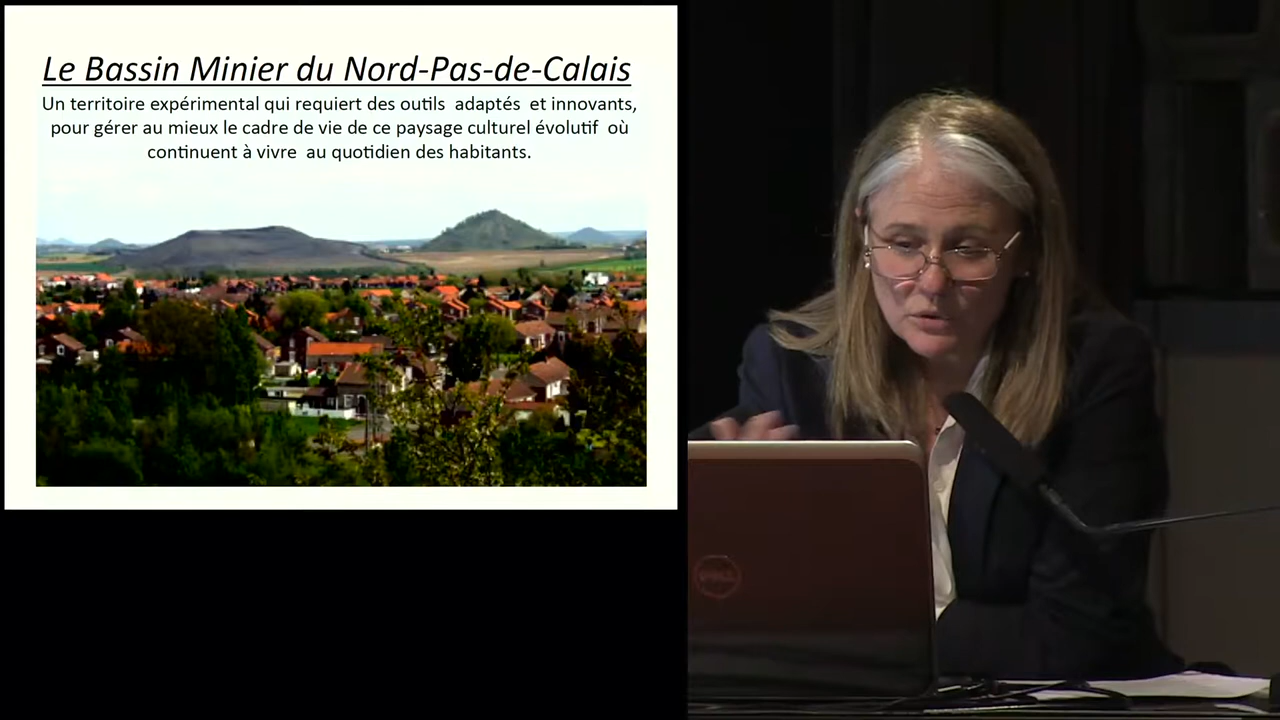 Le Bassin Minier du Nord-Pas-de-Calais
Un territoire expérimental qui requiert des outils adaptés et innovants,
pour gérer au mieux le cadre de vie de ce paysage culturel évolutif où
continuent à vivre au quotidien des habitants.
DELL